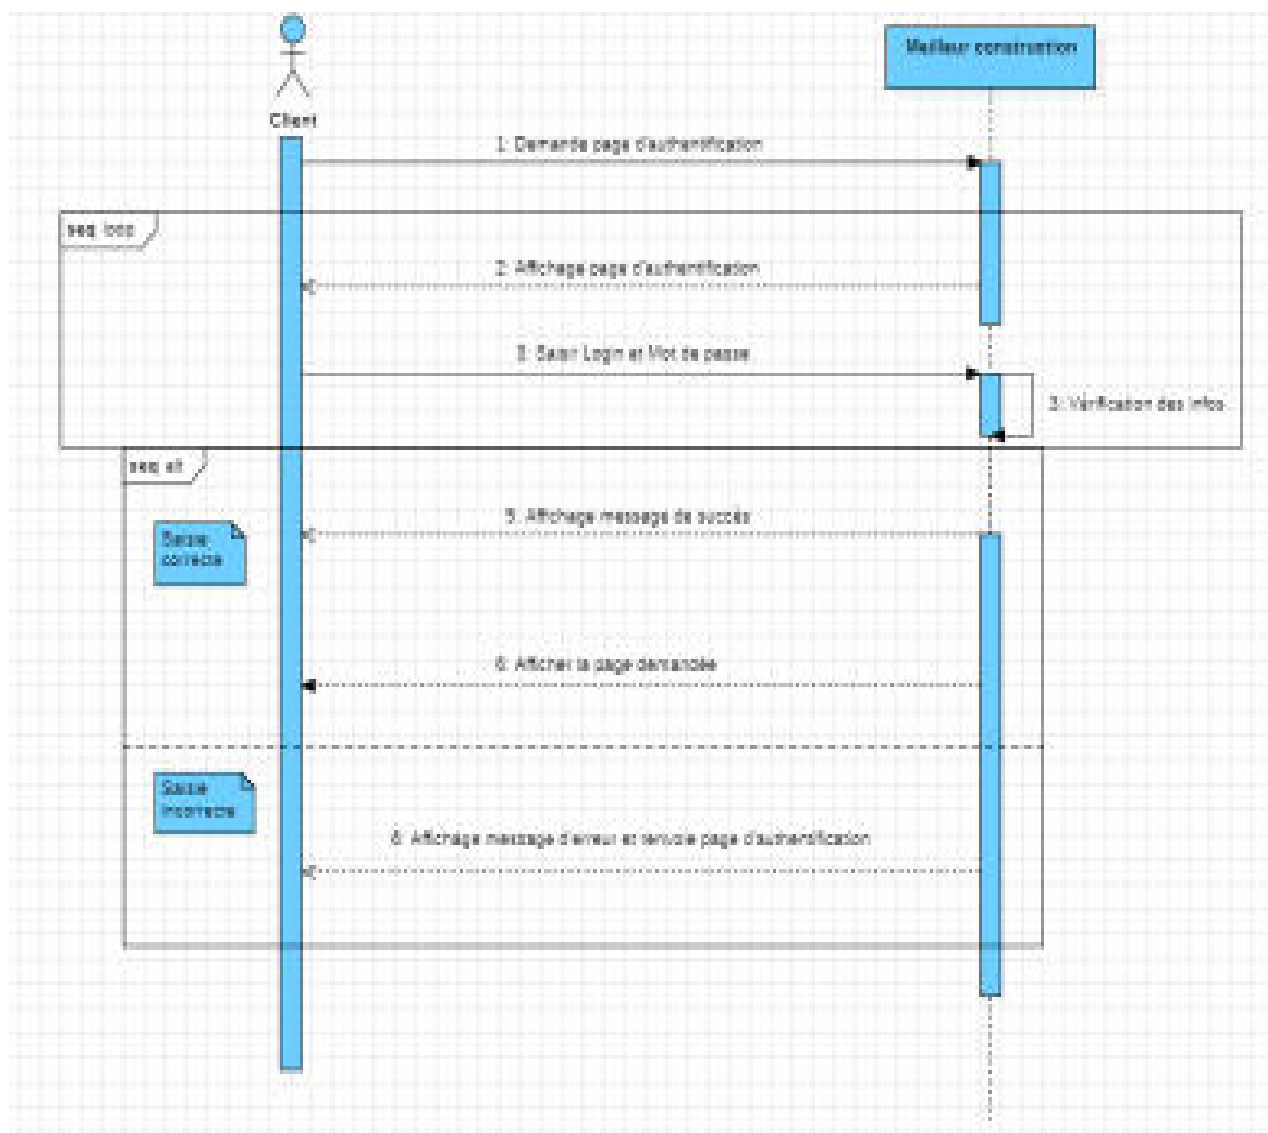 Meilleur construction
Client
1: Demande page d'authentification
seq loop
2: Affichage page d'authentification
3: Saisir Login et Mot de passe
3: Vérification des infos
seq alt
5: Affichage message de succès
Saisie
correcte
6: Afficher la page demandée
Saisie
incorrecte
6: Affichage message d'erreur et renvoie page d'authentification